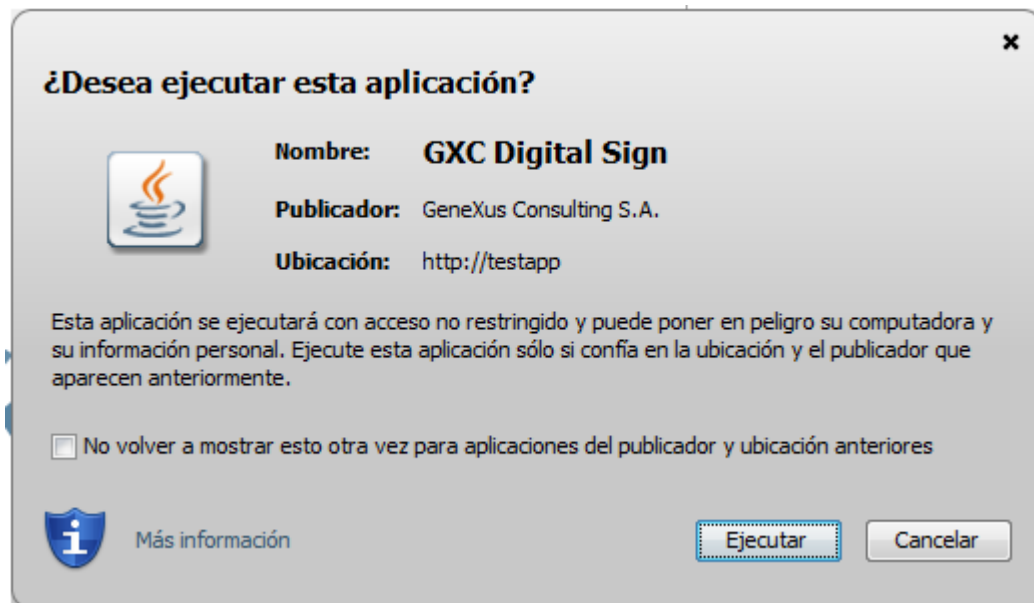 ¿Desea ejecutar esta aplicación?
Nombre: GXC Digital Sign
Publicador: GeneXus Consulting S.A.
Ubicación: http://testapp
Esta aplicación se ejecutará con acceso no restringido y puede poner en peligro su computadora y
su información personal. Ejecute esta aplicación sólo si confía en la ubicación y el publicador que
aparecen anteriormente.
No volver a mostrar esto otra vez para aplicaciones del publicador y ubicación anteriores
Más información
Ejecutar
Cancelar